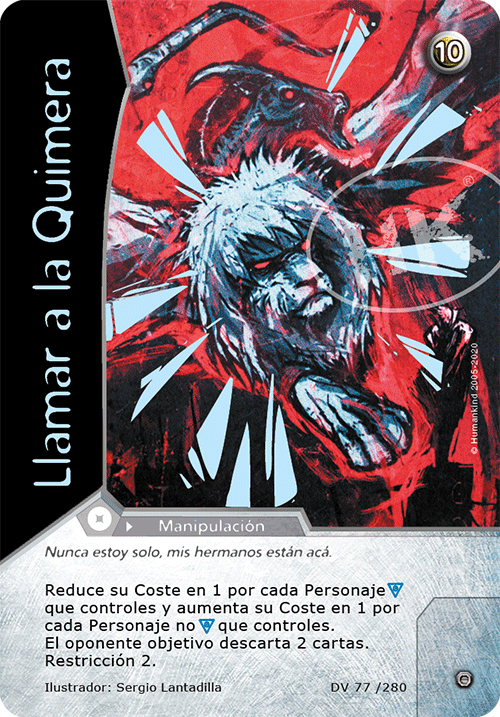 10
Llamar a la Quimera
HK
®
© Humankind 2005-2020
Manipulación
Nunca estoy solo, mis hermanos están acá.
Reduce su Coste en 1 por cada Personaje
que controles y aumenta su Coste en 1 por
cada Personaje no que controles.
El oponente objetivo descarta 2 cartas.
Restricción 2.
Ilustrador: Sergio Lantadilla DV 77 /280